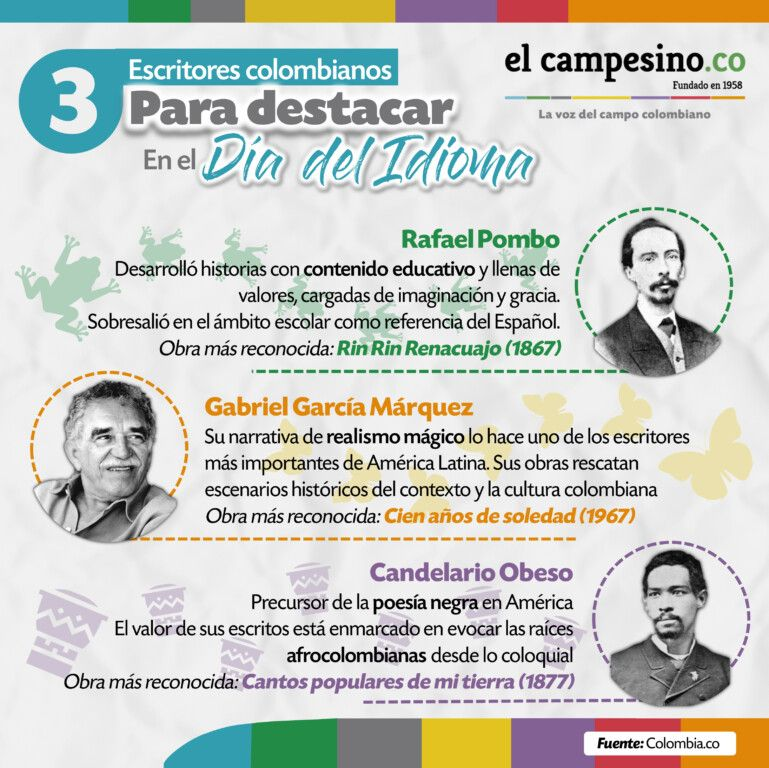 3
Escritores colombianos
Para destacar
En el Día del Idioma
el campesino.co
Fundado en 1958
La voz del campo colombiano
Rafael Pombo
Desarrolló historias con contenido educativo y llenas de
valores, cargadas de imaginación y gracia.
Sobresalió en el ámbito escolar como referencia del Español.
Obra más reconocida: Rin Rin Renacuajo (1867)
Gabriel García Márquez
Su narrativa de realismo mágico lo hace uno de los escritores
más importantes de América Latina. Sus obras rescatan
escenarios históricos del contexto y la cultura colombiana
Obra más reconocida: Cien años de soledad (1967)
Candelario Obeso
Precursor de la poesía negra en América
El valor de sus escritos está enmarcado en evocar las raíces
afrocolombianas desde lo coloquial
Obra más reconocida: Cantos populares de mi tierra (1877)
Fuente: Colombia.co